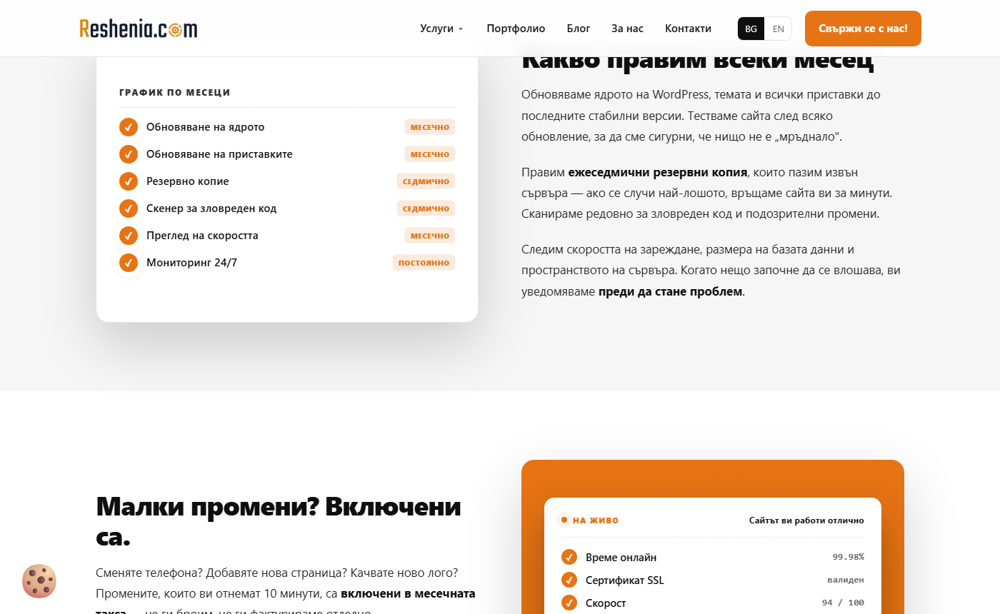 Reshenia.com
Услуги
Портфолио
Блог
За нас
Контакти
BG
EN
Свържи се с нас!
ГРАФИК ПО МЕСЕЦИ
Обновяване на ядрото
МЕСЕЧНО
Обновяване на приставките
МЕСЕЧНО
Резервно копие
СЕДМИЧНО
Скенер за зловреден код
СЕДМИЧНО
Преглед на скоростта
МЕСЕЧНО
Мониторинг 24/7
ПОСТОЯННО
Какво правим всеки месец
Обновяваме ядрото на WordPress, темата и всички приставки до
последните стабилни версии. Тестваме сайта след всяко
обновление, за да сме сигурни, че нищо не е „мръднало".
Правим ежеседмични резервни копия, които пазим извън
сървъра — ако се случи най-лошото, връщаме сайта ви за минути.
Сканираме редовно за зловреден код и подозрителни промени.
Следим скоростта на зареждане, размера на базата данни и
пространството на сървъра. Когато нещо започне да се влошава, ви
уведомяваме преди да стане проблем.
Малки промени? Включени
са.
Сменяте телефона? Добавяте нова страница? Качвате ново лого?
Промените, които ви отнемат 10 минути, са включени в месечната
такса — не ги броим, не ги фактурираме отделно.
НА ЖИВО
Сайтът ви работи отлично
Време онлайн
99.98%
Сертификат SSL
валиден
Скорост
94 / 100